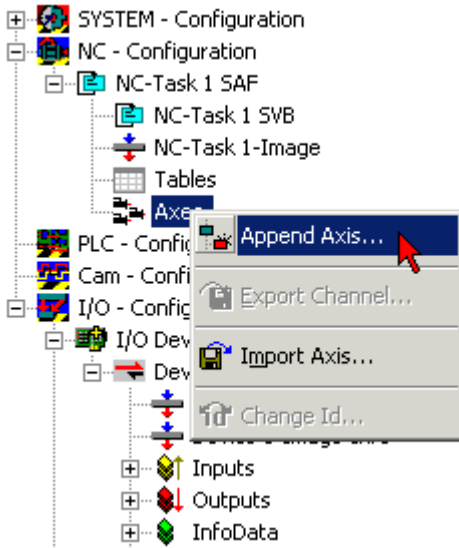 SYSTEM - Configuration
NC - Configuration
NC-Task 1 SAF
NC-Task 1 SVB
NC-Task 1-Image
Tables
Axes
Append Axis...
PLC - Config
Cam - Confi
Export Channel...
I/O - Config
I/O Dev
Import Axis...
Dev
Change Id...
Inputs
Outputs
InfoData